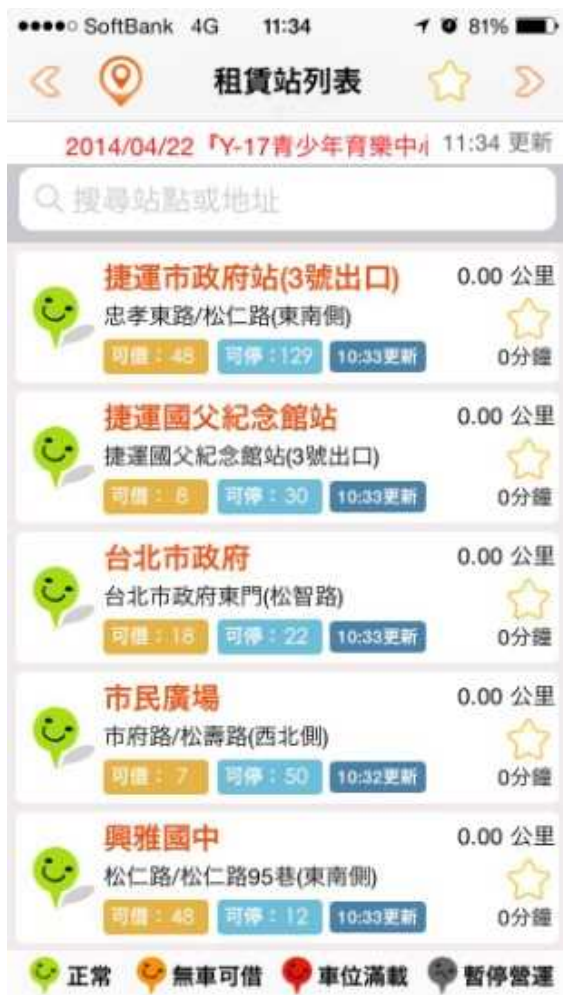 SoftBank 4G 11:34 81%
租賃站列表
2014/04/22『Y-17青少年育樂中心 11:34 更新
搜尋站點或地址
捷運市政府站(3號出口) 0.00 公里
忠孝東路/松仁路(東南側)
可借：48 可停：129 10:33更新 0分鐘
捷運國父紀念館站 0.00 公里
捷運國父紀念館站(3號出口)
可借：8 可停：30 10:33更新 0分鐘
台北市政府 0.00 公里
台北市政府東門(松智路)
可借：18 可停：22 10:33更新 0分鐘
市民廣場 0.00 公里
市府路/松壽路(西北側)
可借：7 可停：50 10:32更新 0分鐘
興雅國中 0.00 公里
松仁路/松仁路95巷(東南側)
可借：48 可停：12 10:33更新 0分鐘
正常 無車可借 車位滿載 暫停營運